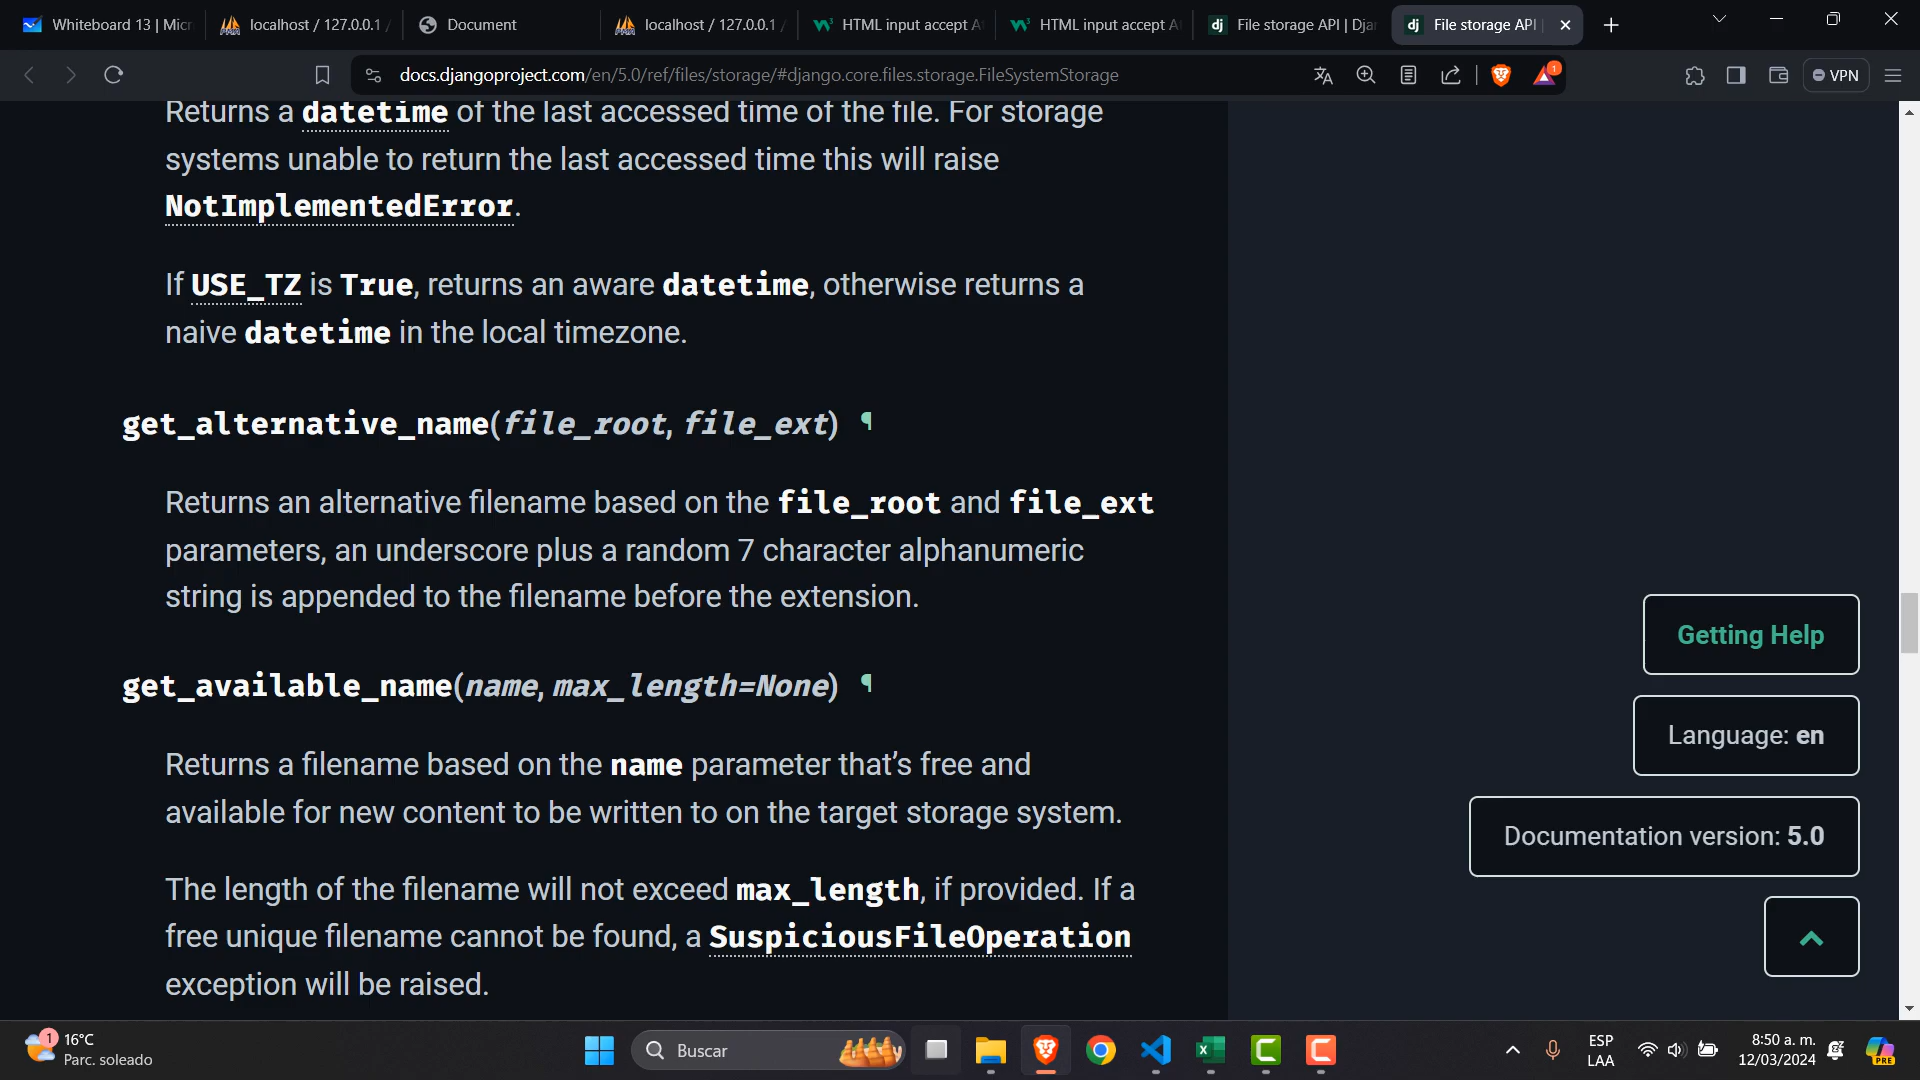 Whiteboard 13 | Micr
localhost / 127.0.0.1 /
Document
localhost / 127.0.0.1 /
HTML input accept A
HTML input accept A
File storage API | Dja
File storage API |
docs.djangoproject.com/en/5.0/ref/files/storage/#django.core.files.storage.FileSystemStorage
1
VPN
Returns a datetime of the last accessed time of the file. For storage
systems unable to return the last accessed time this will raise
NotImplementedError.
If USE_TZ is True, returns an aware datetime, otherwise returns a
naive datetime in the local timezone.
get_alternative_name(file_root, file_ext) ¶
Returns an alternative filename based on the file_root and file_ext
parameters, an underscore plus a random 7 character alphanumeric
string is appended to the filename before the extension.
get_available_name(name, max_length=None) ¶
Returns a filename based on the name parameter that’s free and
available for new content to be written to on the target storage system.
The length of the filename will not exceed max_length, if provided. If a
free unique filename cannot be found, a SuspiciousFileOperation
exception will be raised.
Getting Help
Language: en
Documentation version: 5.0
1
16°C
Parc. soleado
Buscar
ESP
LAA
8:50 a. m.
12/03/2024
PRE